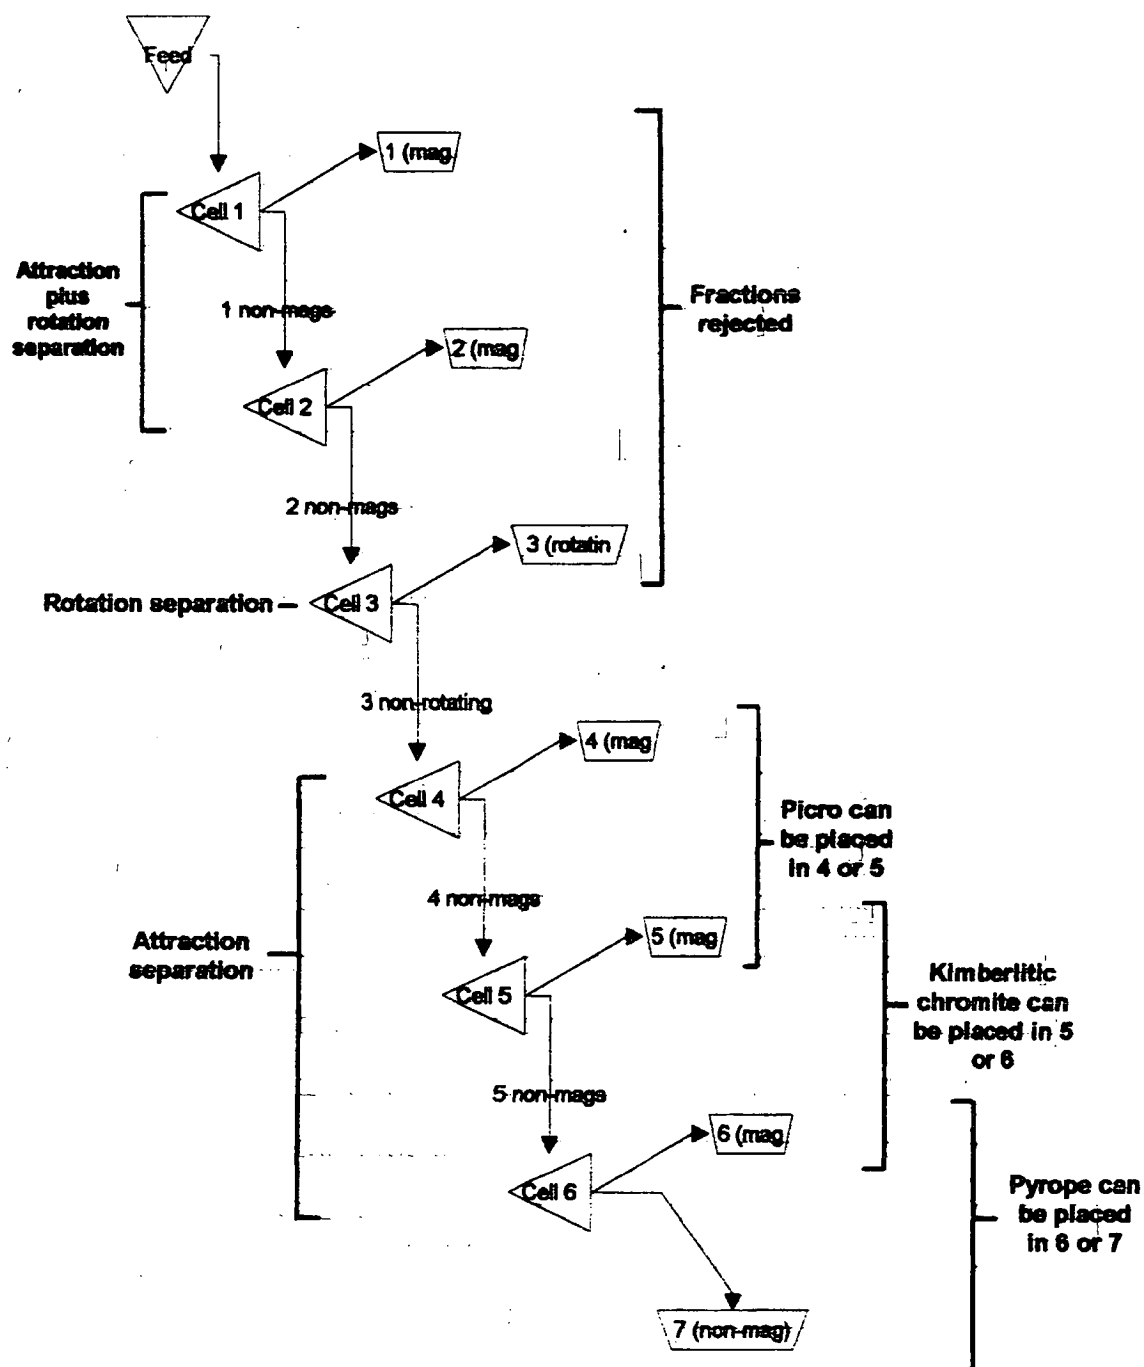 Feed
1 (mag
Cell 1
Attraction
plus
rotation
separation
1 non-mags
Fractions
rejected
2 (mag
Cell 2
2 non-mags
3 (rotatin
Rotation separation
Cell 3
3 non-rotating
4 (mag
Cell 4
Picro can
be placed
in 4 or 5
4 non-mags
5 (mag
Attraction
separation
Cell 5
Kimberlitic
chromite can
be placed in 5
or 6
5 non-mags
6 (mag
Cell 6
Pyrope can
be placed
in 6 or 7
7 (non-mag)